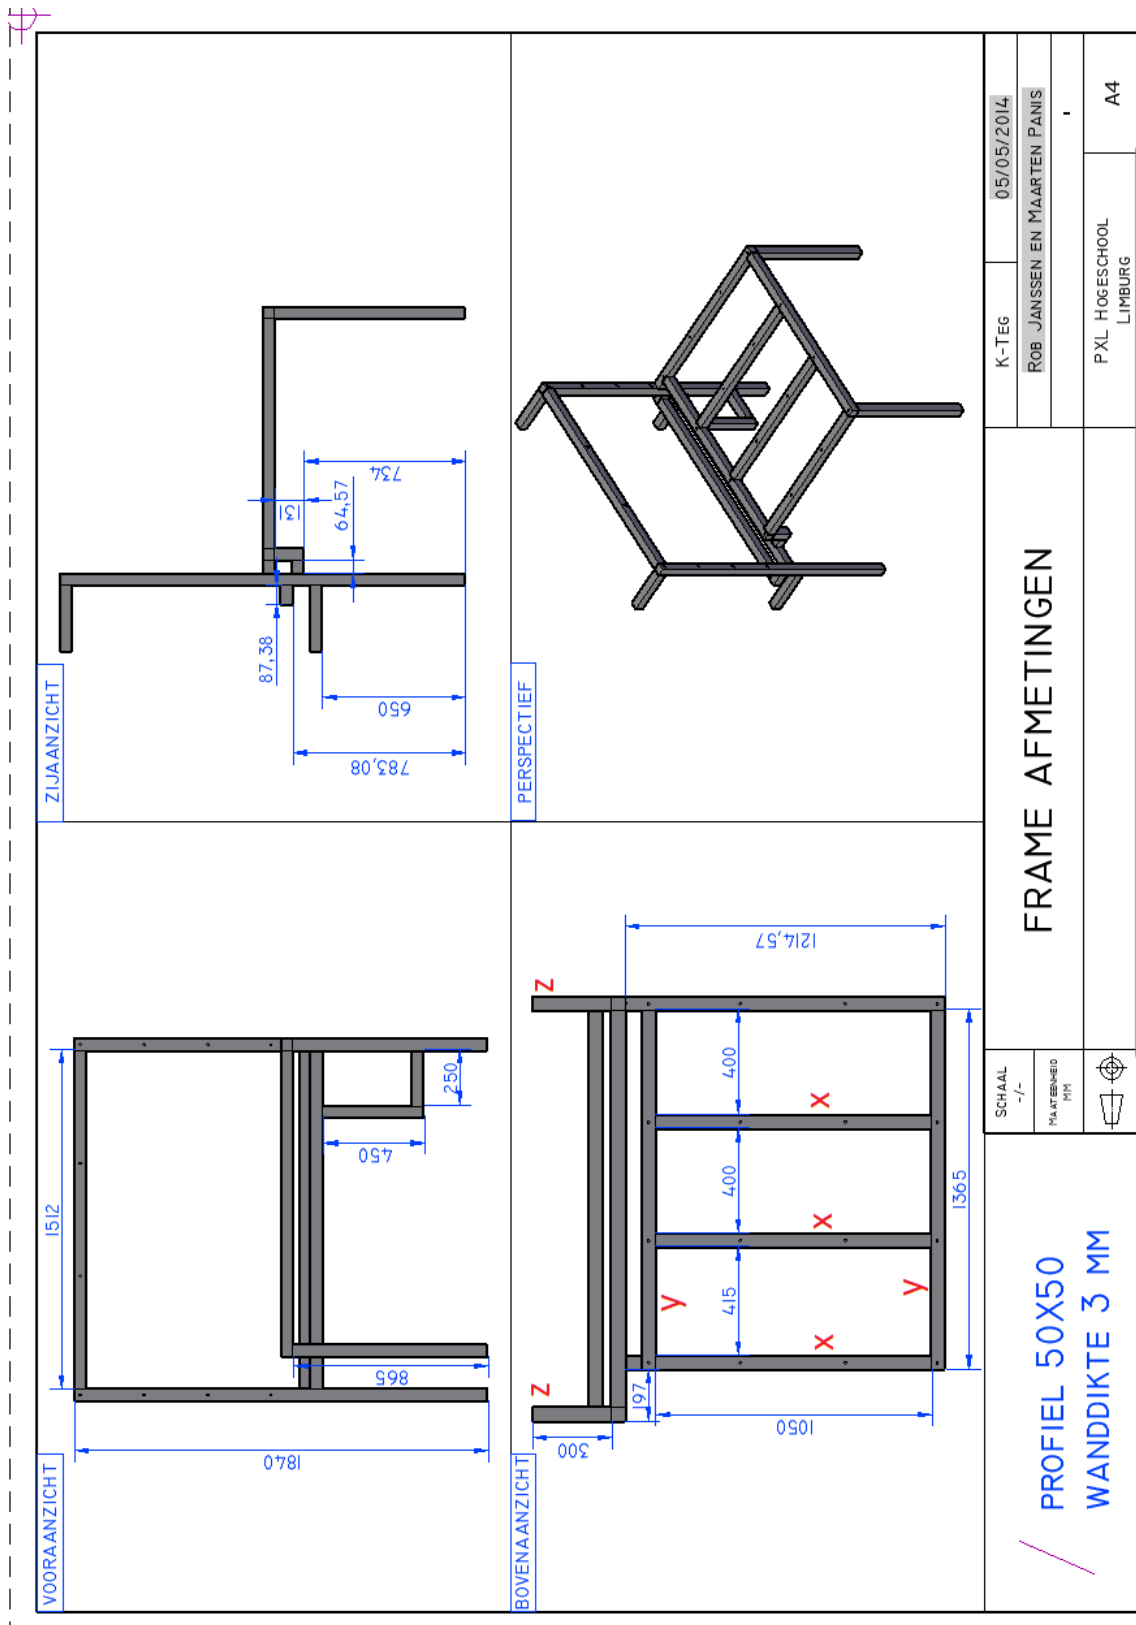 VOORAANZICHT
1840
1512
865
450
250
ZIJAANZICHT
783,08
650
87,38
64,57
131
734
BOVENAANZICHT
300
197
1050
415
400
400
1365
1214,57
z
z
y
y
x
x
x
PERSPECTIEF
PROFIEL 50X50
WANDDIKTE 3 MM
SCHAAL
-/-
MAATEENHEID
MM
FRAME AFMETINGEN
K-TEG
05/05/2014
ROB JANSSEN EN MAARTEN PANIS
-
PXL HOGESCHOOL
LIMBURG
A4